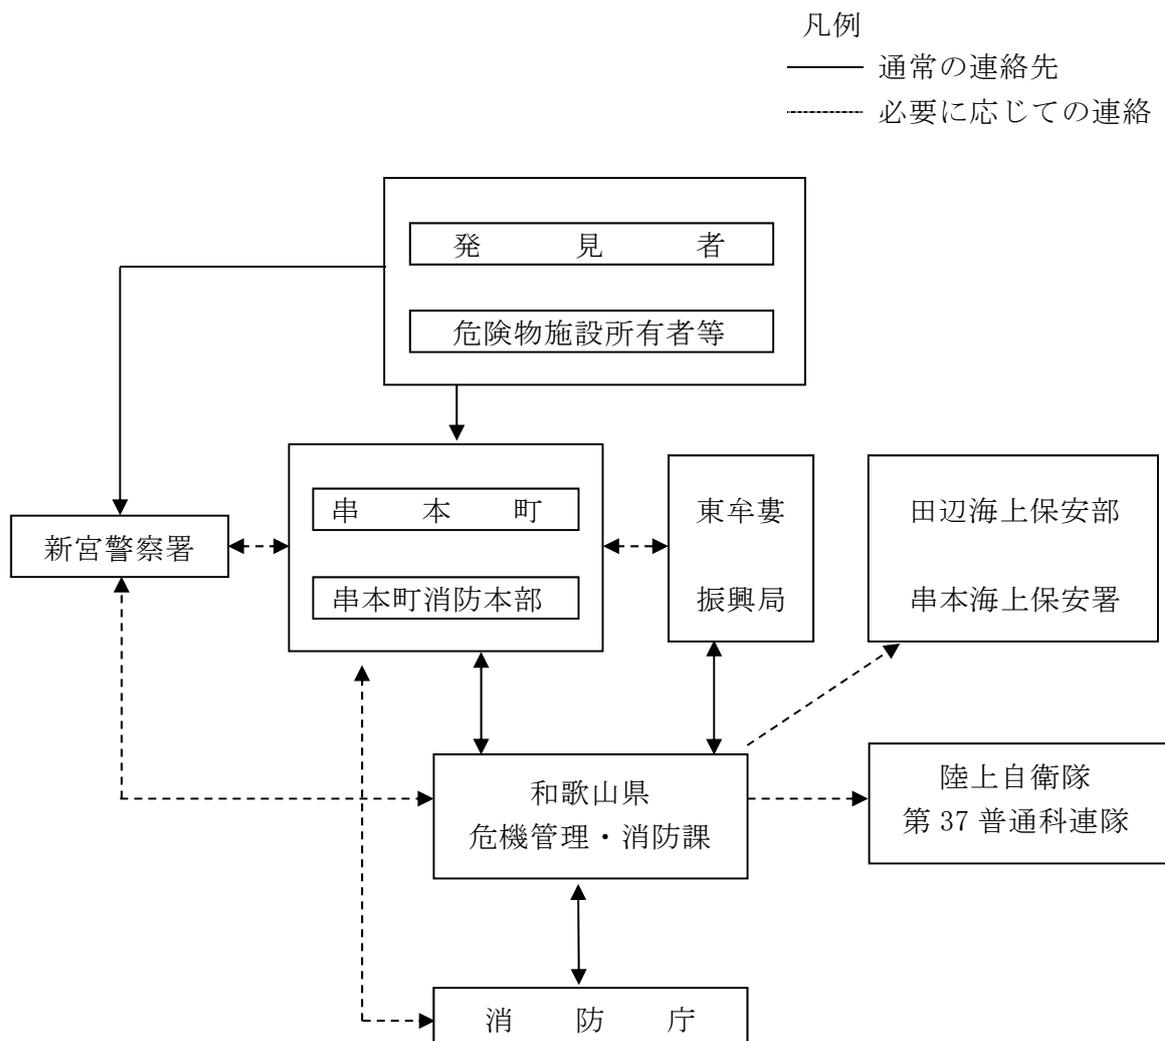 凡例
通常の連絡先
必要に応じての連絡
発見者
危険物施設所有者等
新宮警察署
串本町
串本町消防本部
東牟婁
振興局
田辺海上保安部
串本海上保安署
和歌山県
危機管理・消防課
陸上自衛隊
第 37 普通科連隊
消防庁